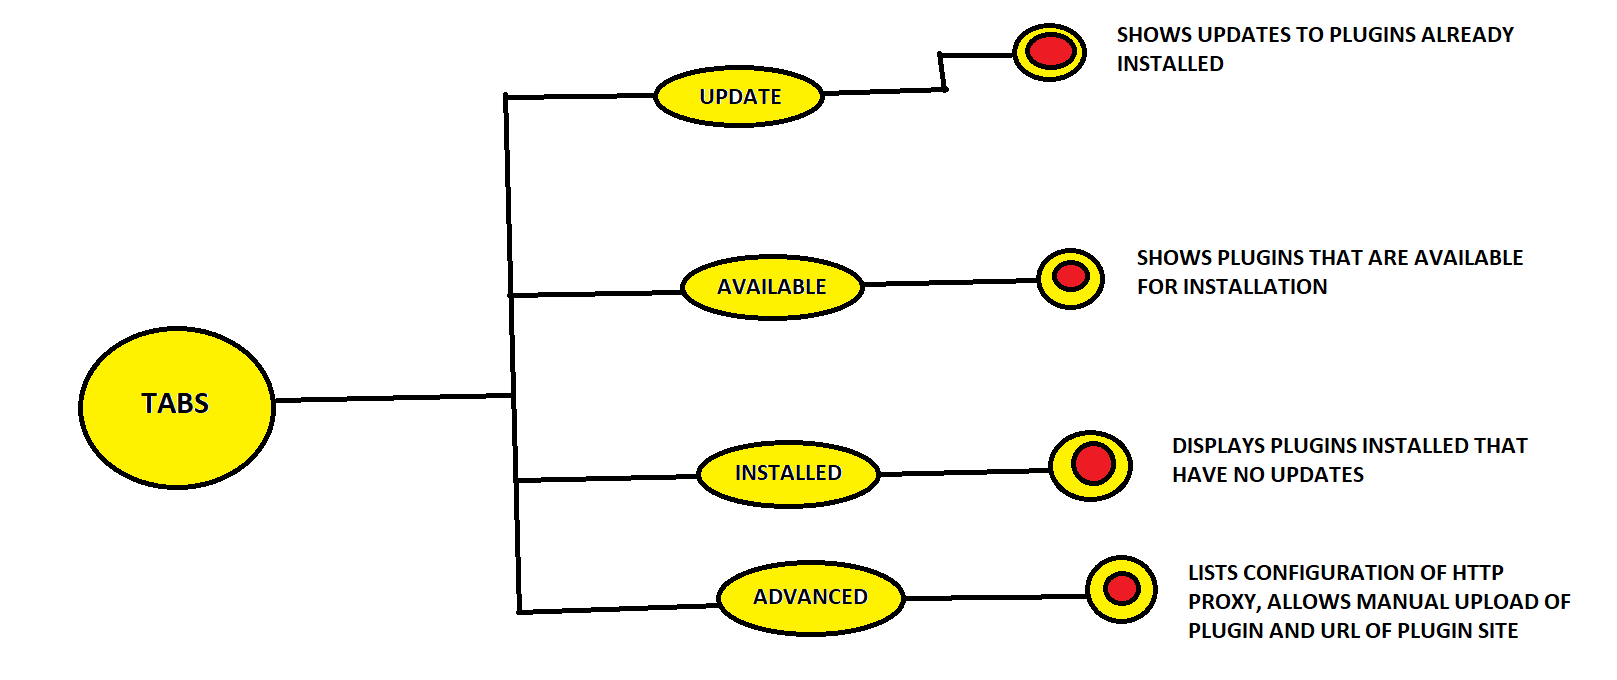 SHOWS UPDATES TO PLUGINS ALREADY
INSTALLED
UPDATE
SHOWS PLUGINS THAT ARE AVAILABLE
FOR INSTALLATION
AVAILABLE
TABS
DISPLAYS PLUGINS INSTALLED THAT
HAVE NO UPDATES
INSTALLED
LISTS CONFIGURATION OF HTTP
PROXY, ALLOWS MANUAL UPLOAD OF
PLUGIN AND URL OF PLUGIN SITE
ADVANCED